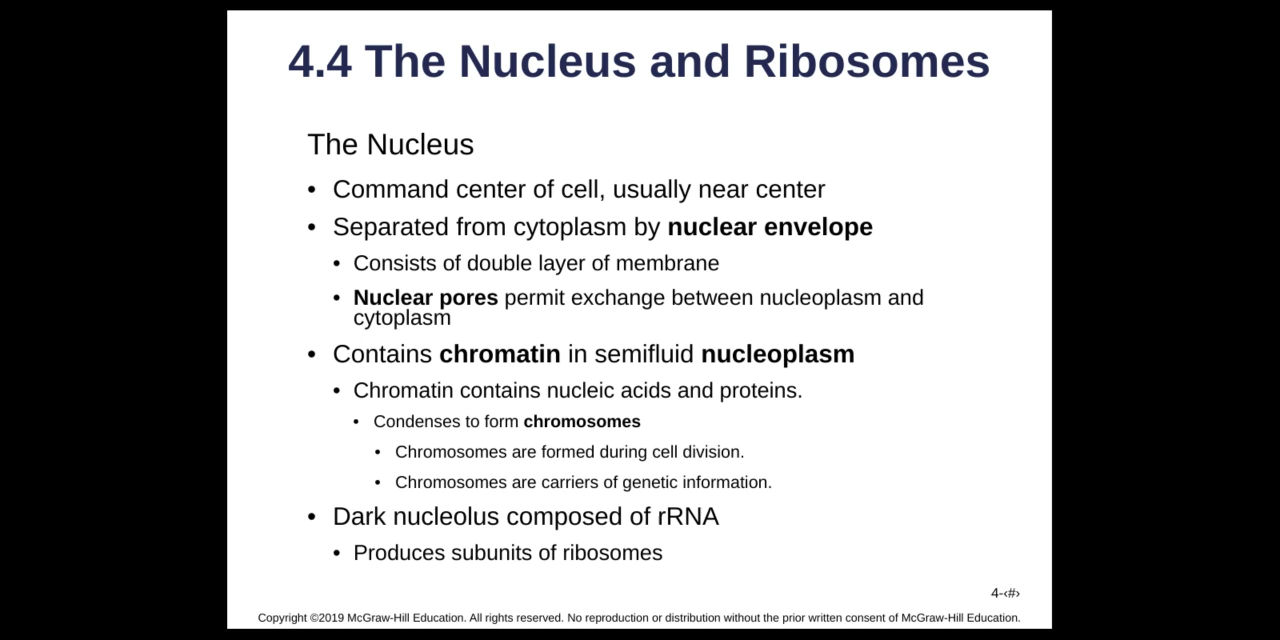 4.4 The Nucleus and Ribosomes
The Nucleus
• Command center of cell, usually near center
• Separated from cytoplasm by nuclear envelope
• Consists of double layer of membrane
• Nuclear pores permit exchange between nucleoplasm and
cytoplasm
• Contains chromatin in semifluid nucleoplasm
• Chromatin contains nucleic acids and proteins.
• Condenses to form chromosomes
• Chromosomes are formed during cell division.
• Chromosomes are carriers of genetic information.
• Dark nucleolus composed of rRNA
• Produces subunits of ribosomes
4-‹#›
Copyright ©2019 McGraw-Hill Education. All rights reserved. No reproduction or distribution without the prior written consent of McGraw-Hill Education.